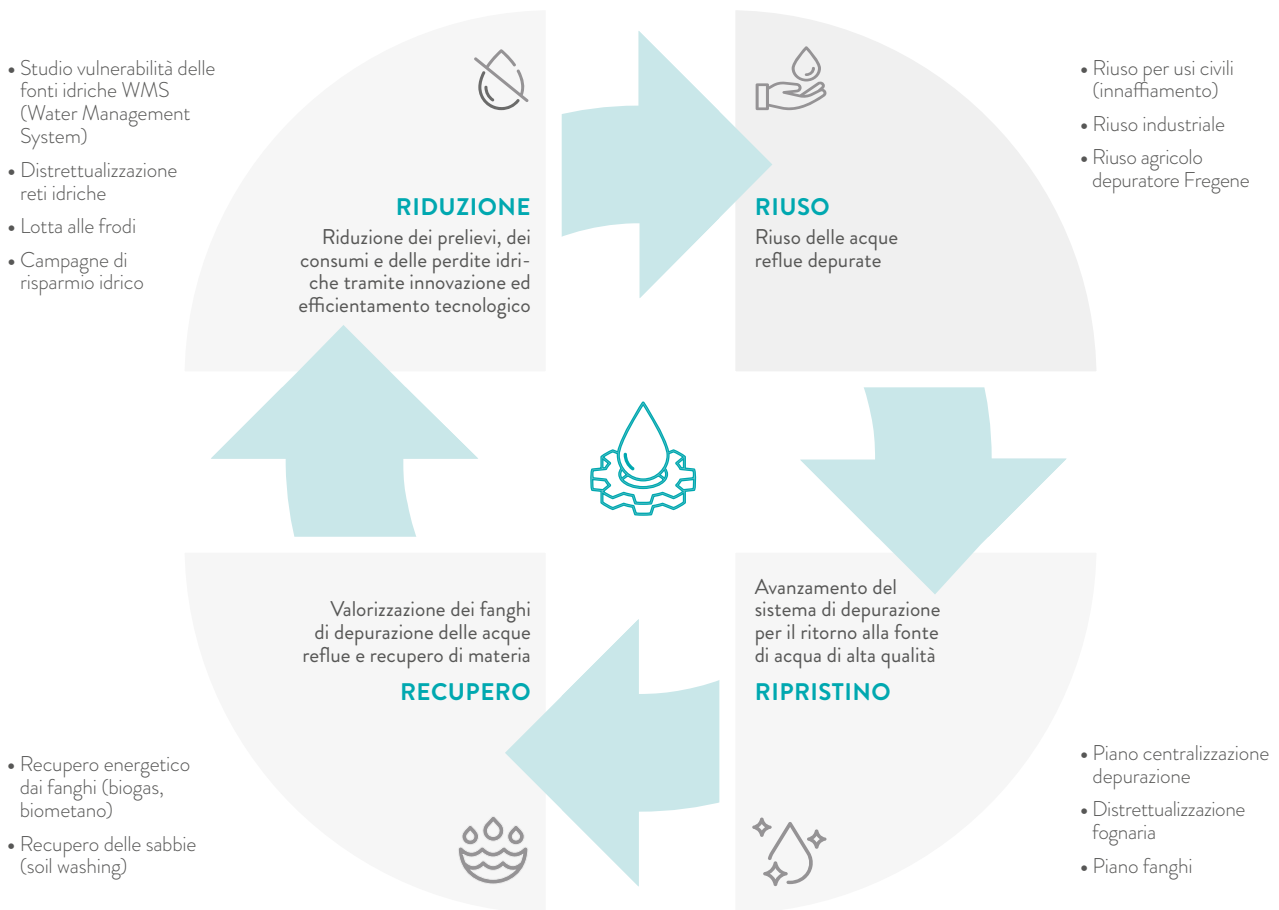 • Studio vulnerabilità delle
fonti idriche WMS
(Water Management
System)
• Distrettualizzazione
reti idriche
• Lotta alle frodi
• Campagne di
risparmio idrico
RIDUZIONE
Riduzione dei prelievi, dei
consumi e delle perdite idri-
che tramite innovazione ed
efficientamento tecnologico
RIUSO
Riuso delle acque
reflue depurate
• Riuso per usi civili
(innaffiamento)
• Riuso industriale
• Riuso agricolo
depuratore Fregene
Valorizzazione dei fanghi
di depurazione delle acque
reflue e recupero di materia
RECUPERO
• Recupero energetico
dai fanghi (biogas,
biometano)
• Recupero delle sabbie
(soil washing)
Avanzamento del
sistema di depurazione
per il ritorno alla fonte
di acqua di alta qualità
RIPRISTINO
• Piano centralizzazione
depurazione
• Distrettualizzazione
fognaria
• Piano fanghi